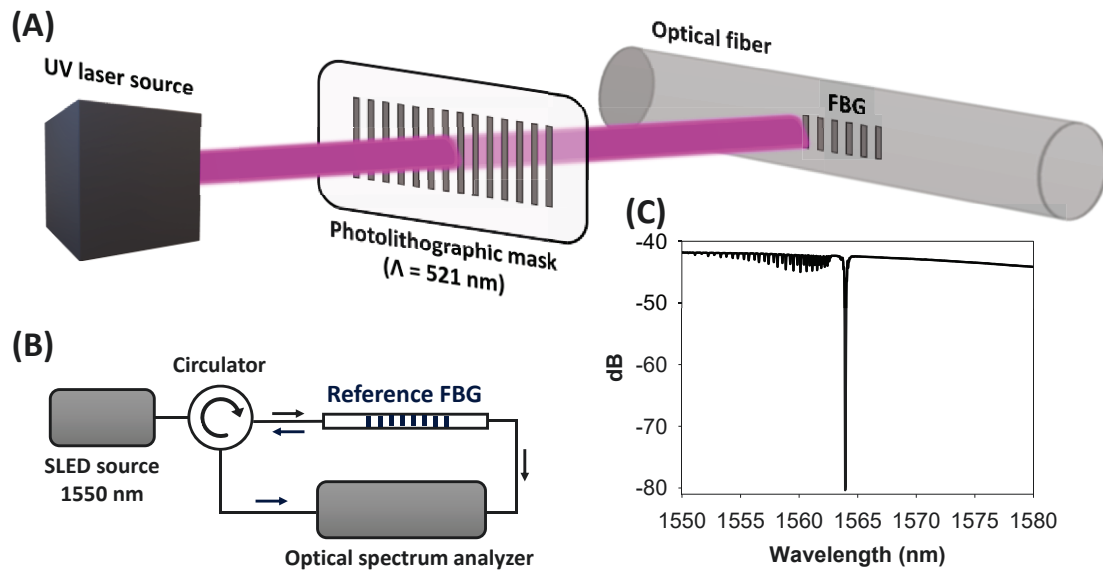 (A)
UV laser source
Optical fiber
FBG
Photolithographic mask
(Λ = 521 nm)
(B)
Circulator
Reference FBG
SLED source
1550 nm
Optical spectrum analyzer
(C)
-40
-50
-60
-70
-80
dB
1550 1555 1560 1565 1570 1575 1580
Wavelength (nm)